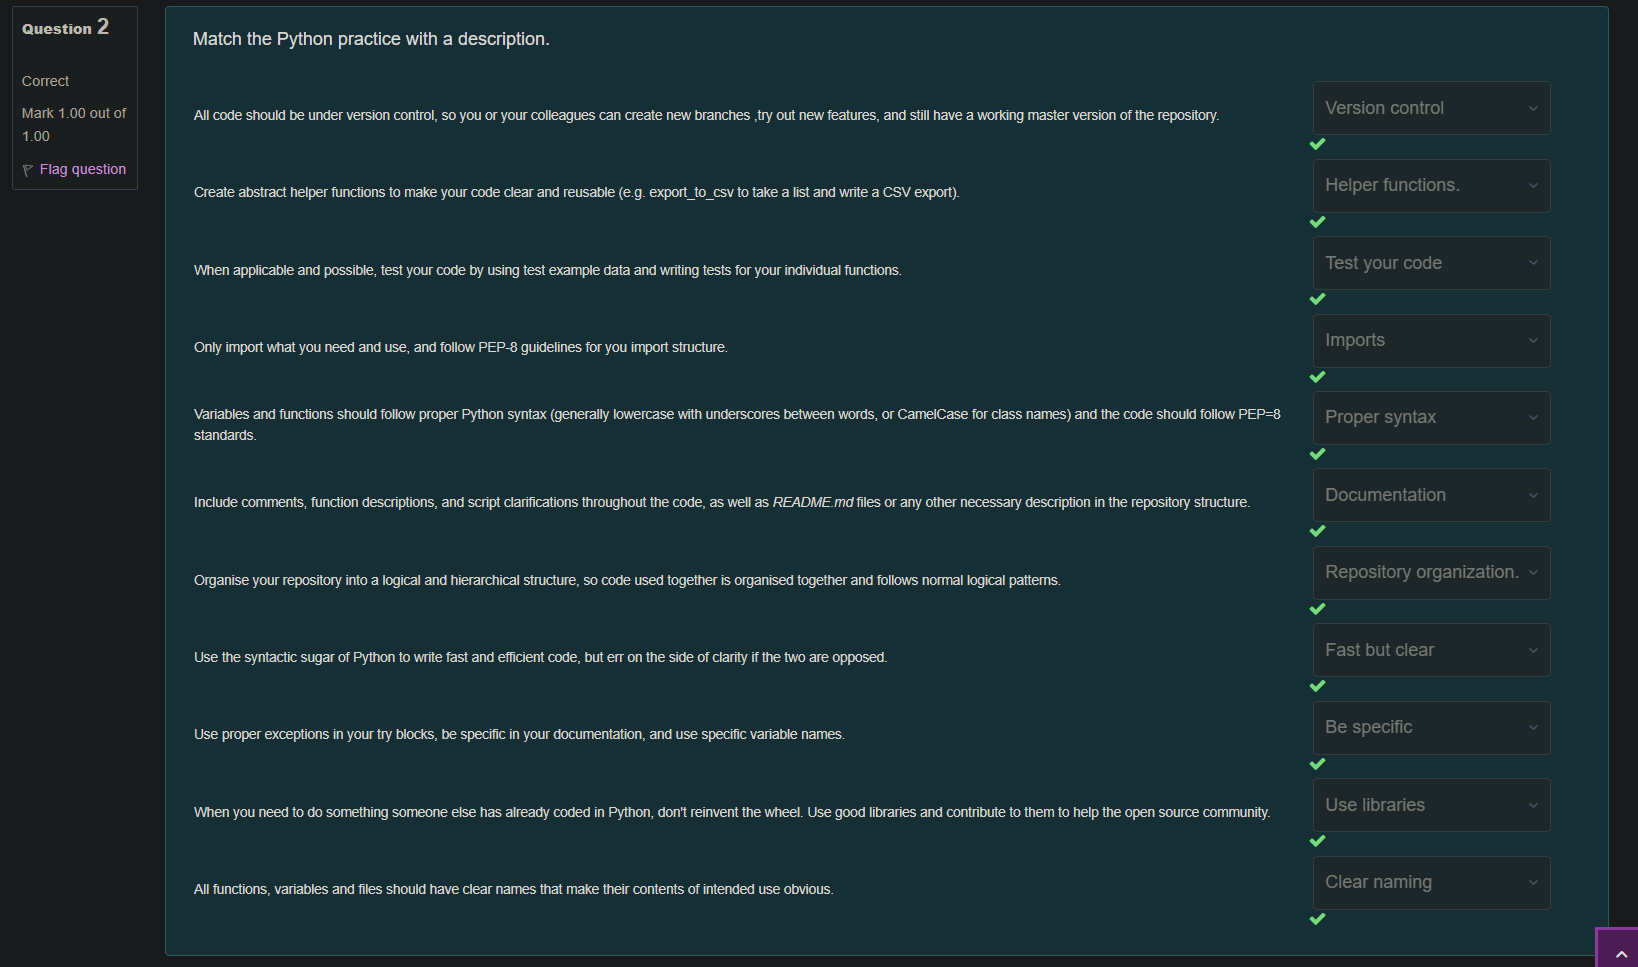 Question 2
Correct
Mark 1.00 out of
1.00
Flag question
Match the Python practice with a description.
All code should be under version control, so you or your colleagues can create new branches ,try out new features, and still have a working master version of the repository.
Version control
Create abstract helper functions to make your code clear and reusable (e.g. export_to_csv to take a list and write a CSV export).
Helper functions.
When applicable and possible, test your code by using test example data and writing tests for your individual functions.
Test your code
Only import what you need and use, and follow PEP-8 guidelines for you import structure.
Imports
Variables and functions should follow proper Python syntax (generally lowercase with underscores between words, or CamelCase for class names) and the code should follow PEP=8
standards.
Proper syntax
Include comments, function descriptions, and script clarifications throughout the code, as well as README.md files or any other necessary description in the repository structure.
Documentation
Organise your repository into a logical and hierarchical structure, so code used together is organised together and follows normal logical patterns.
Repository organization.
Use the syntactic sugar of Python to write fast and efficient code, but err on the side of clarity if the two are opposed.
Fast but clear
Use proper exceptions in your try blocks, be specific in your documentation, and use specific variable names.
Be specific
When you need to do something someone else has already coded in Python, don't reinvent the wheel. Use good libraries and contribute to them to help the open source community.
Use libraries
All functions, variables and files should have clear names that make their contents of intended use obvious.
Clear naming